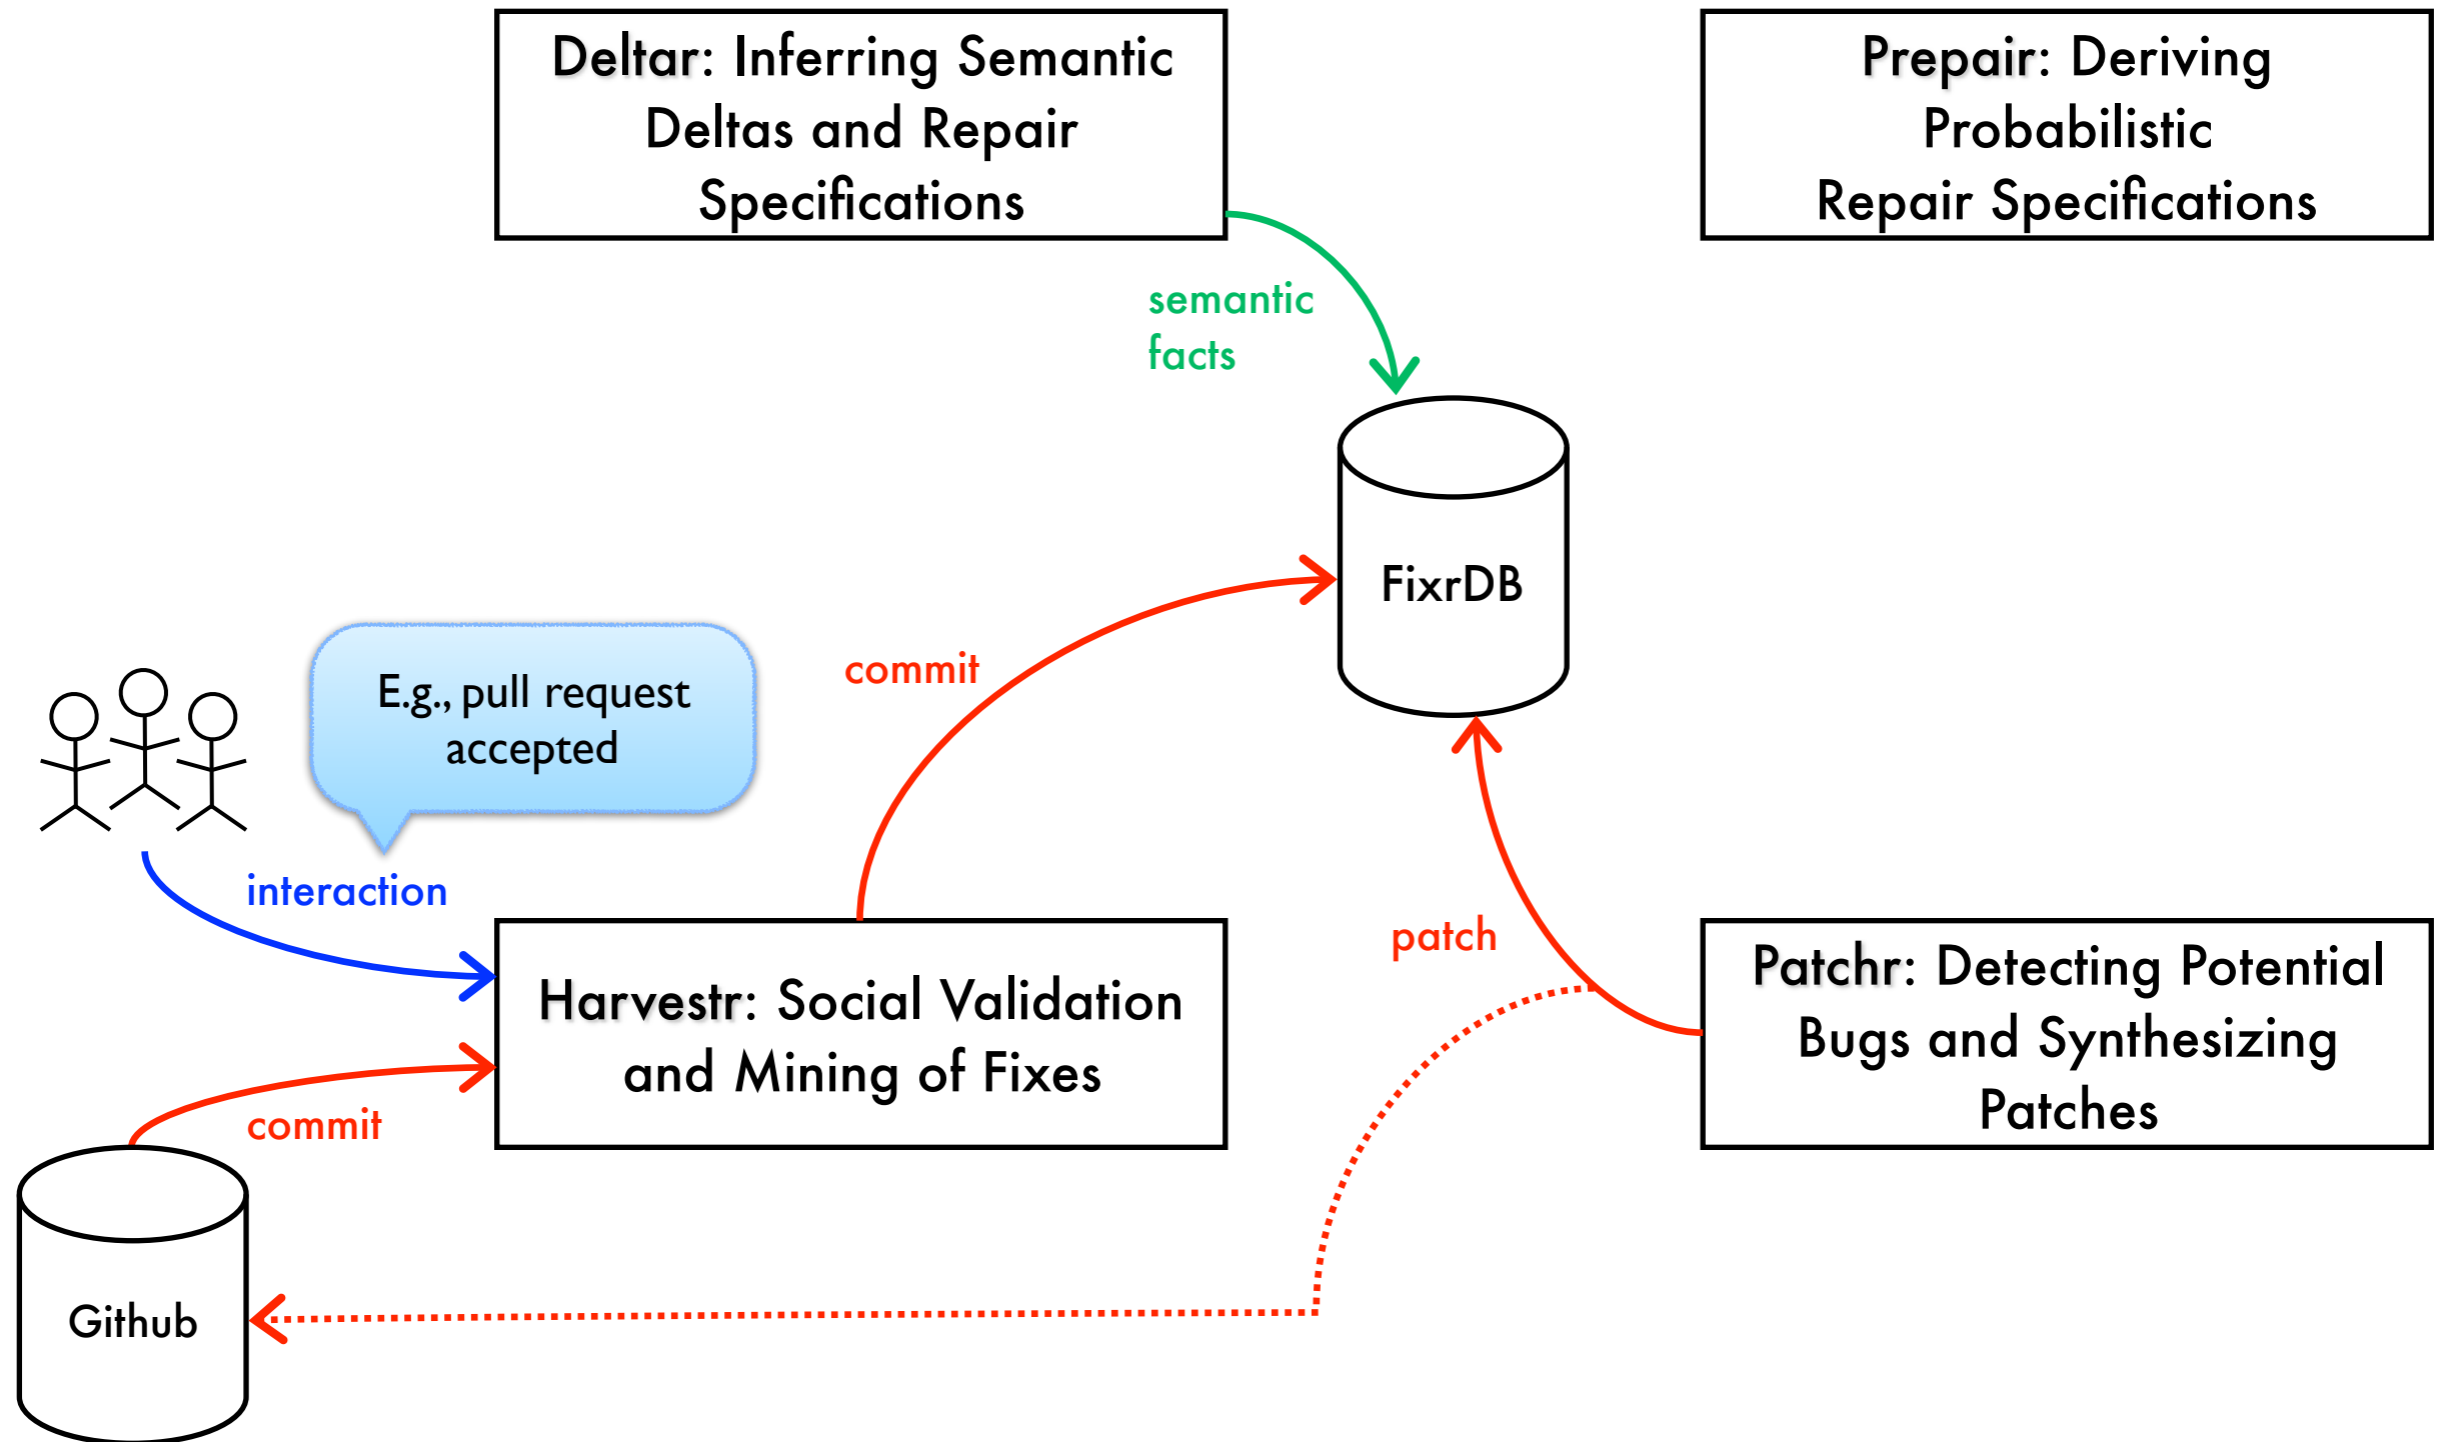 Deltar: Inferring Semantic
Deltas and Repair
Specifications
Prepair: Deriving
Probabilistic
Repair Specifications
semantic
facts
FixrDB
commit
E.g., pull request
accepted
interaction
Harvestr: Social Validation
and Mining of Fixes
patch
Patchr: Detecting Potential
Bugs and Synthesizing
Patches
commit
Github